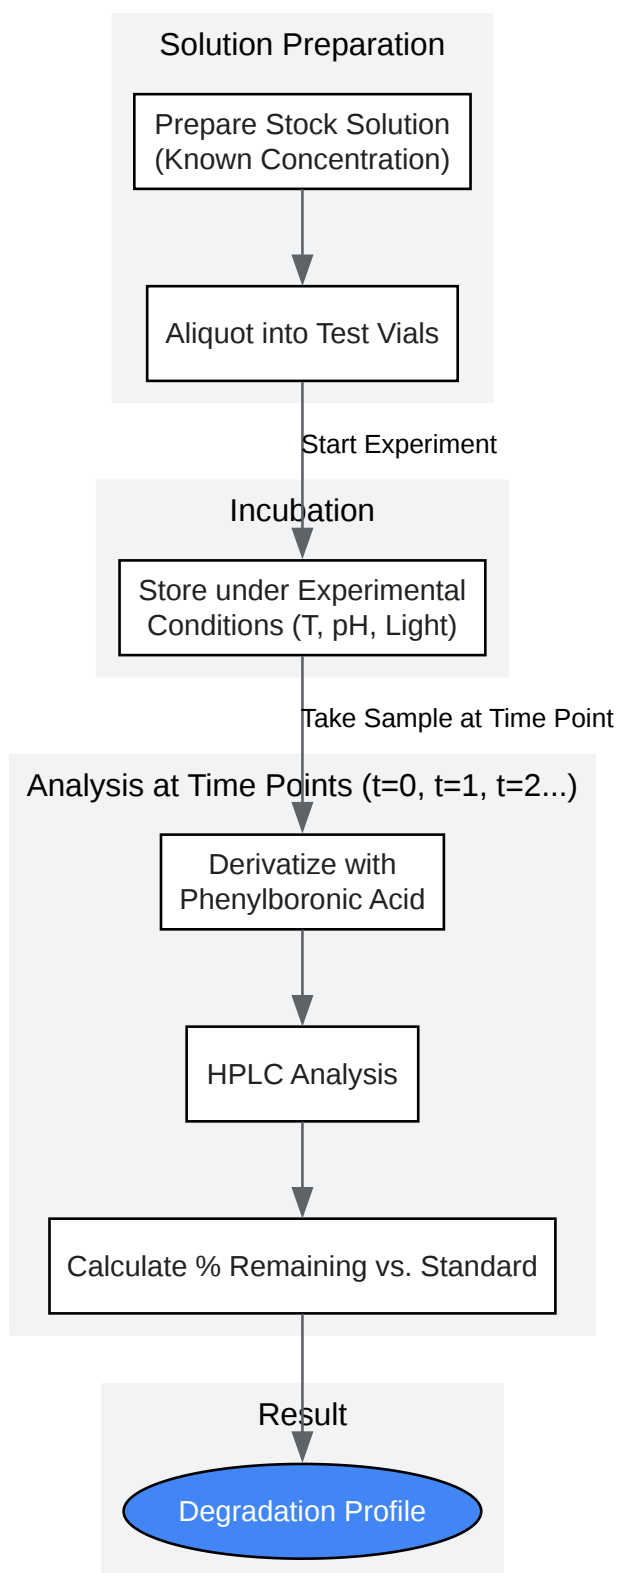 Solution Preparation
Prepare Stock Solution
(Known Concentration)
Aliquot into Test Vials
Start Experiment
Incubation
Store under Experimental
Conditions (T, pH, Light)
Take Sample at Time Point
Analysis at Time Points (t=0, t=1, t=2...)
Derivatize with
Phenylboronic Acid
HPLC Analysis
Calculate % Remaining vs. Standard
Result
Degradation Profile